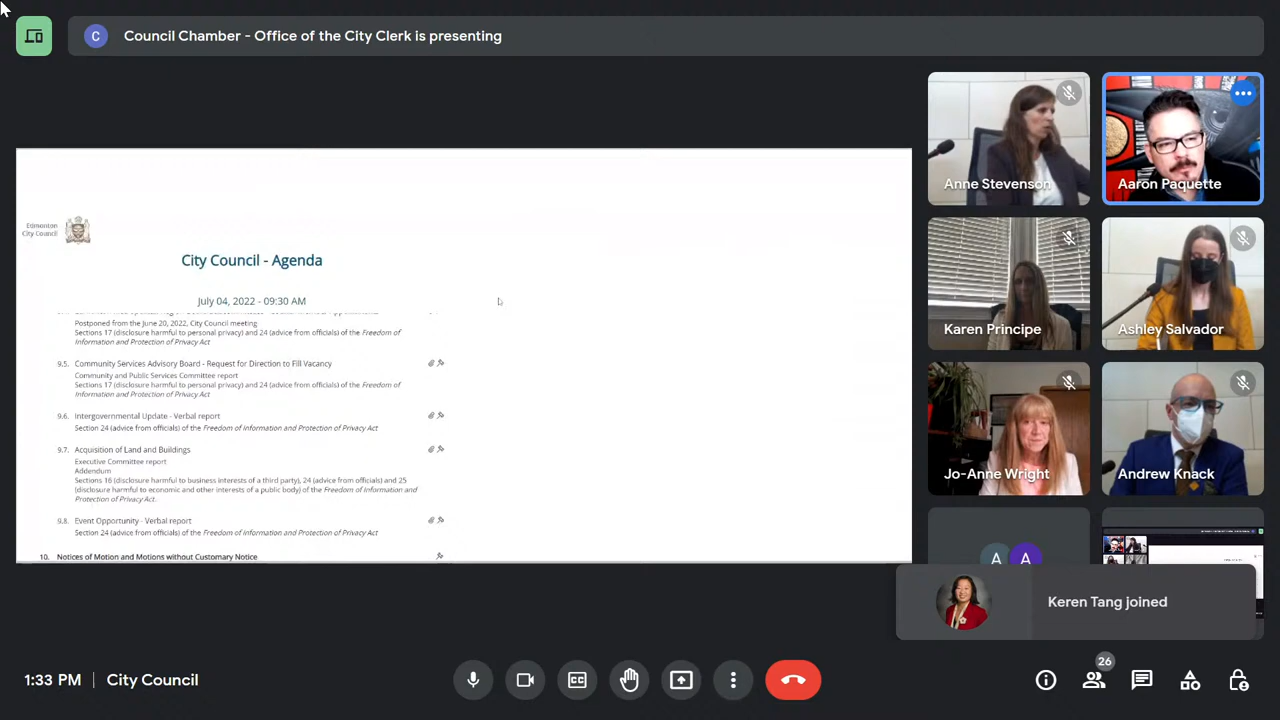 C
Council Chamber - Office of the City Clerk is presenting
Edmonton
City Council
City Council - Agenda
July 04, 2022 - 09:30 AM
Postponed from the June 20, 2022, City Council meeting
Sections 17 (disclosure harmful to personal privacy) and 24 (advice from officials) of the Freedom of
Information and Protection of Privacy Act
9.5. Community Services Advisory Board - Request for Direction to Fill Vacancy
Community and Public Services Committee report
Sections 17 (disclosure harmful to personal privacy) and 24 (advice from officials) of the Freedom of
Information and Protection of Privacy Act
9.6. Intergovernmental Update - Verbal report
Section 24 (advice from officials) of the Freedom of Information and Protection of Privacy Act
9.7. Acquisition of Land and Buildings
Executive Committee report
Addendum
Sections 16 (disclosure harmful to business interests of a third party), 24 (advice from officials) and 25
(disclosure harmful to economic and other interests of a public body) of the Freedom of Information and
Protection of Privacy Act.
9.8. Event Opportunity - Verbal report
Section 24 (advice from officials) of the Freedom of Information and Protection of Privacy Act
10. Notices of Motion and Motions without Customary Notice
Anne Stevenson
Aaron Paquette
Karen Principe
Ashley Salvador
Jo-Anne Wright
Andrew Knack
A A
Keren Tang joined
1:33 PM | City Council
26